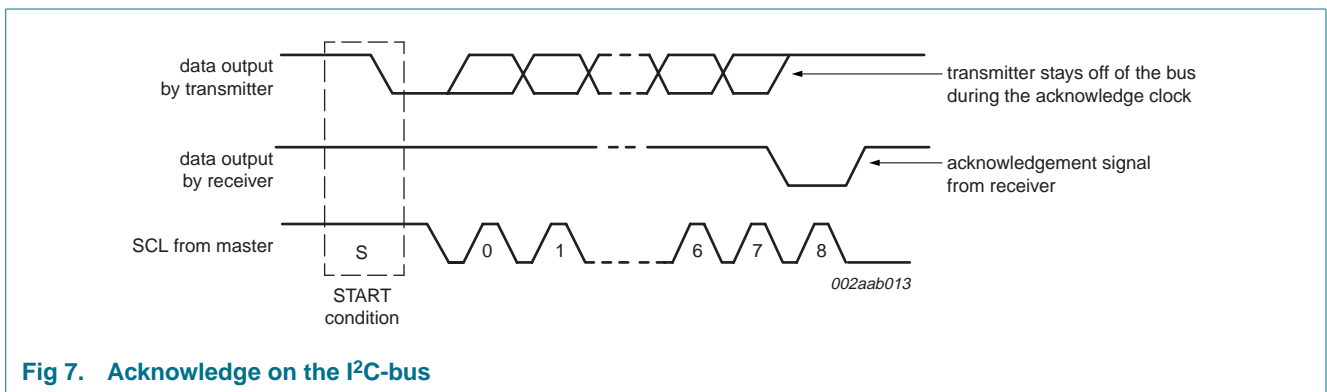 data output
by transmitter
transmitter stays off of the bus
during the acknowledge clock
data output
by receiver
acknowledgement signal
from receiver
SCL from master
S
0
1
6
7
8
002aab013
START
condition
Fig 7. Acknowledge on the I²C-bus